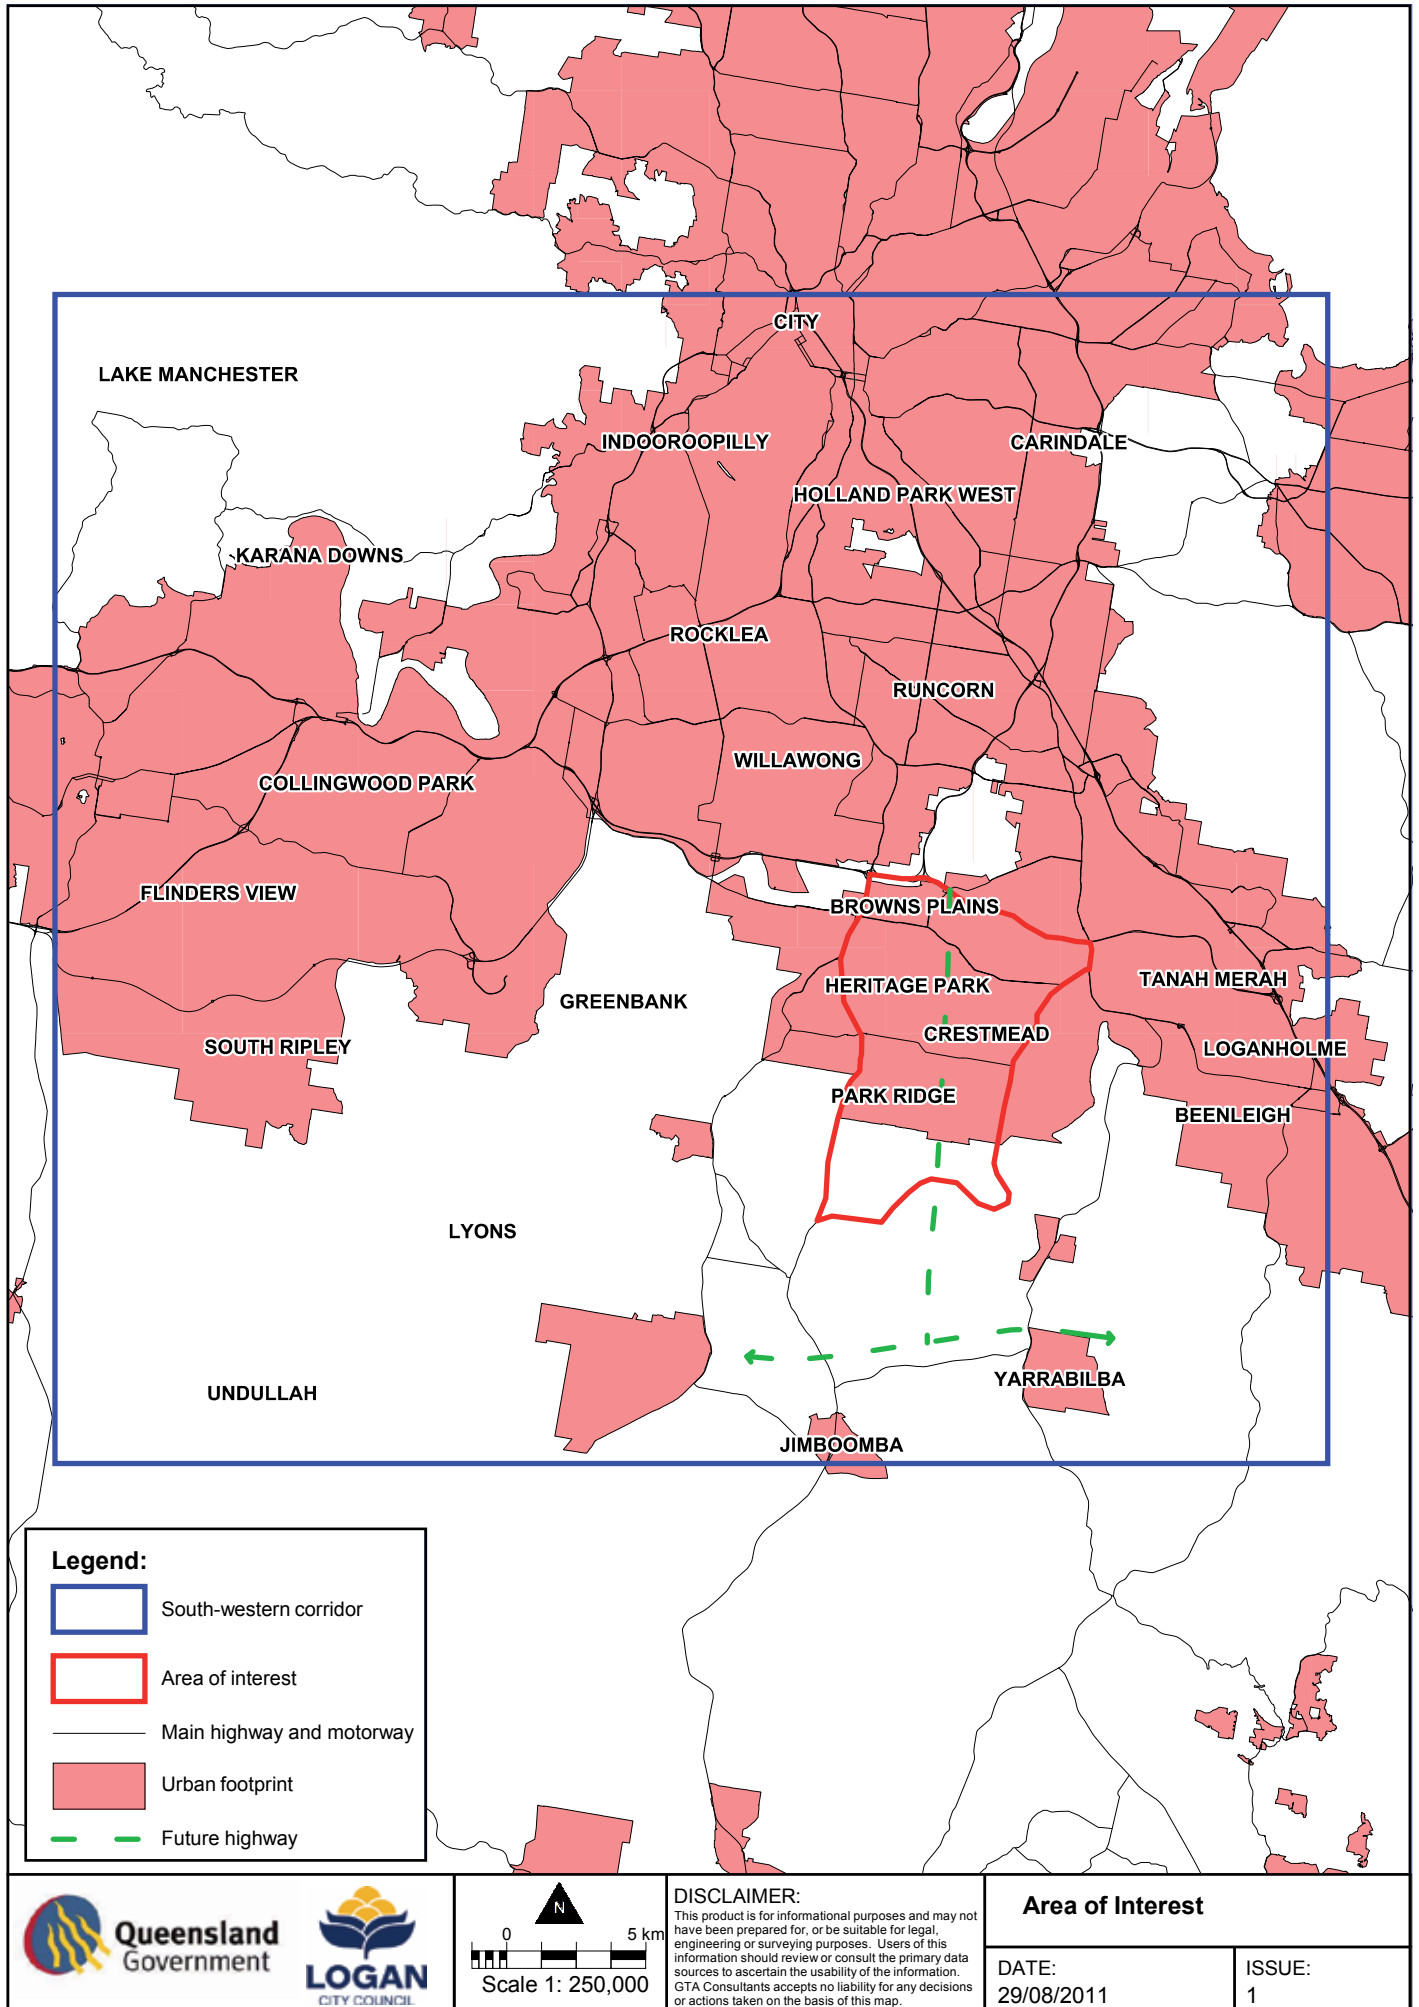 CITY
LAKE MANCHESTER
INDOOROOPILLY
CARINDALE
HOLLAND PARK WEST
KARANA DOWNS
ROCKLEA
RUNCORN
WILLAWONG
COLLINGWOOD PARK
FLINDERS VIEW
BROWNS PLAINS
TANAH MERAH
HERITAGE PARK
GREENBANK
CRESTMEAD
SOUTH RIPLEY
LOGANHOLME
PARK RIDGE
BEENLEIGH
LYONS
YARRABILBA
UNDULLAH
JIMBOOMBA
Legend:
South-western corridor
Area of interest
Main highway and motorway
Urban footprint
Future highway
Queensland
Government
LOGAN
CITY COUNCIL
N
0 5 km
Scale 1: 250,000
DISCLAIMER:
This product is for informational purposes and may not
have been prepared for, or be suitable for legal,
engineering or surveying purposes. Users of this
information should review or consult the primary data
sources to ascertain the usability of the information.
GTA Consultants accepts no liability for any decisions
or actions taken on the basis of this map.
Area of Interest
DATE:
29/08/2011
ISSUE:
1